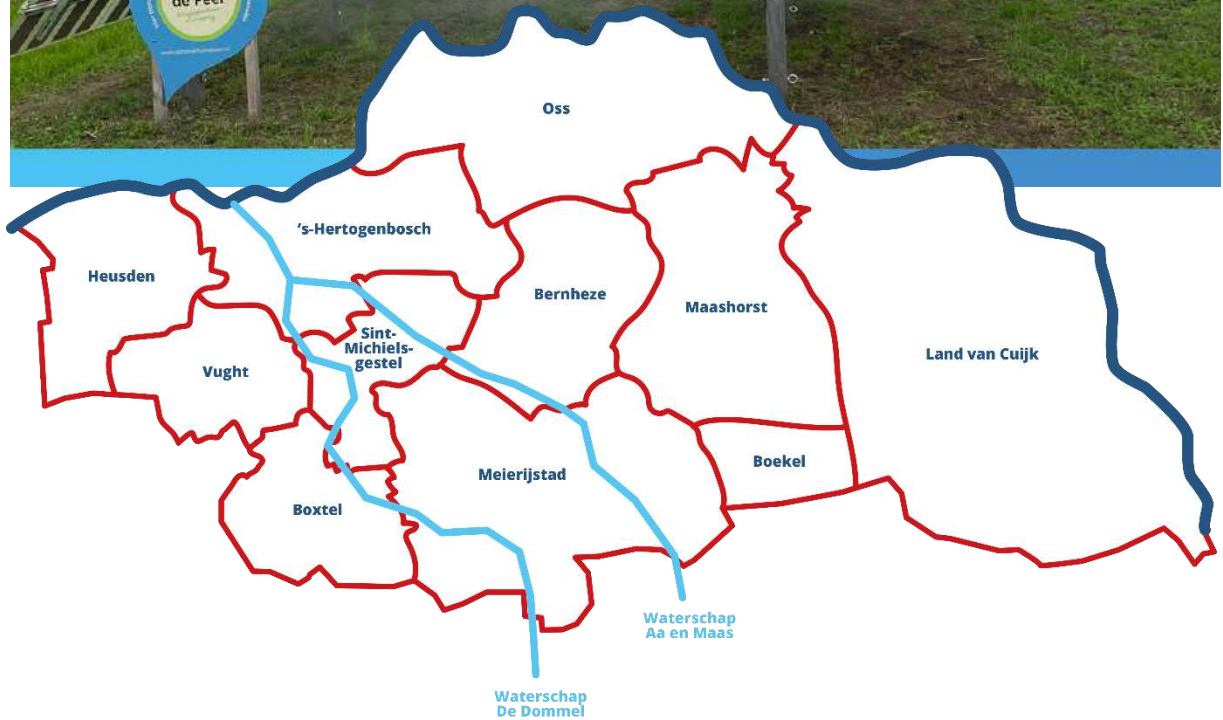 de Peel
Oss
's-Hertogenbosch
Heusden
Bernheze
Maashorst
Sint-
Michiels-
gestel
Land van Cuijk
Vught
Boekel
Meierijstad
Boxtel
Waterschap
Aa en Maas
Waterschap
De Dommel